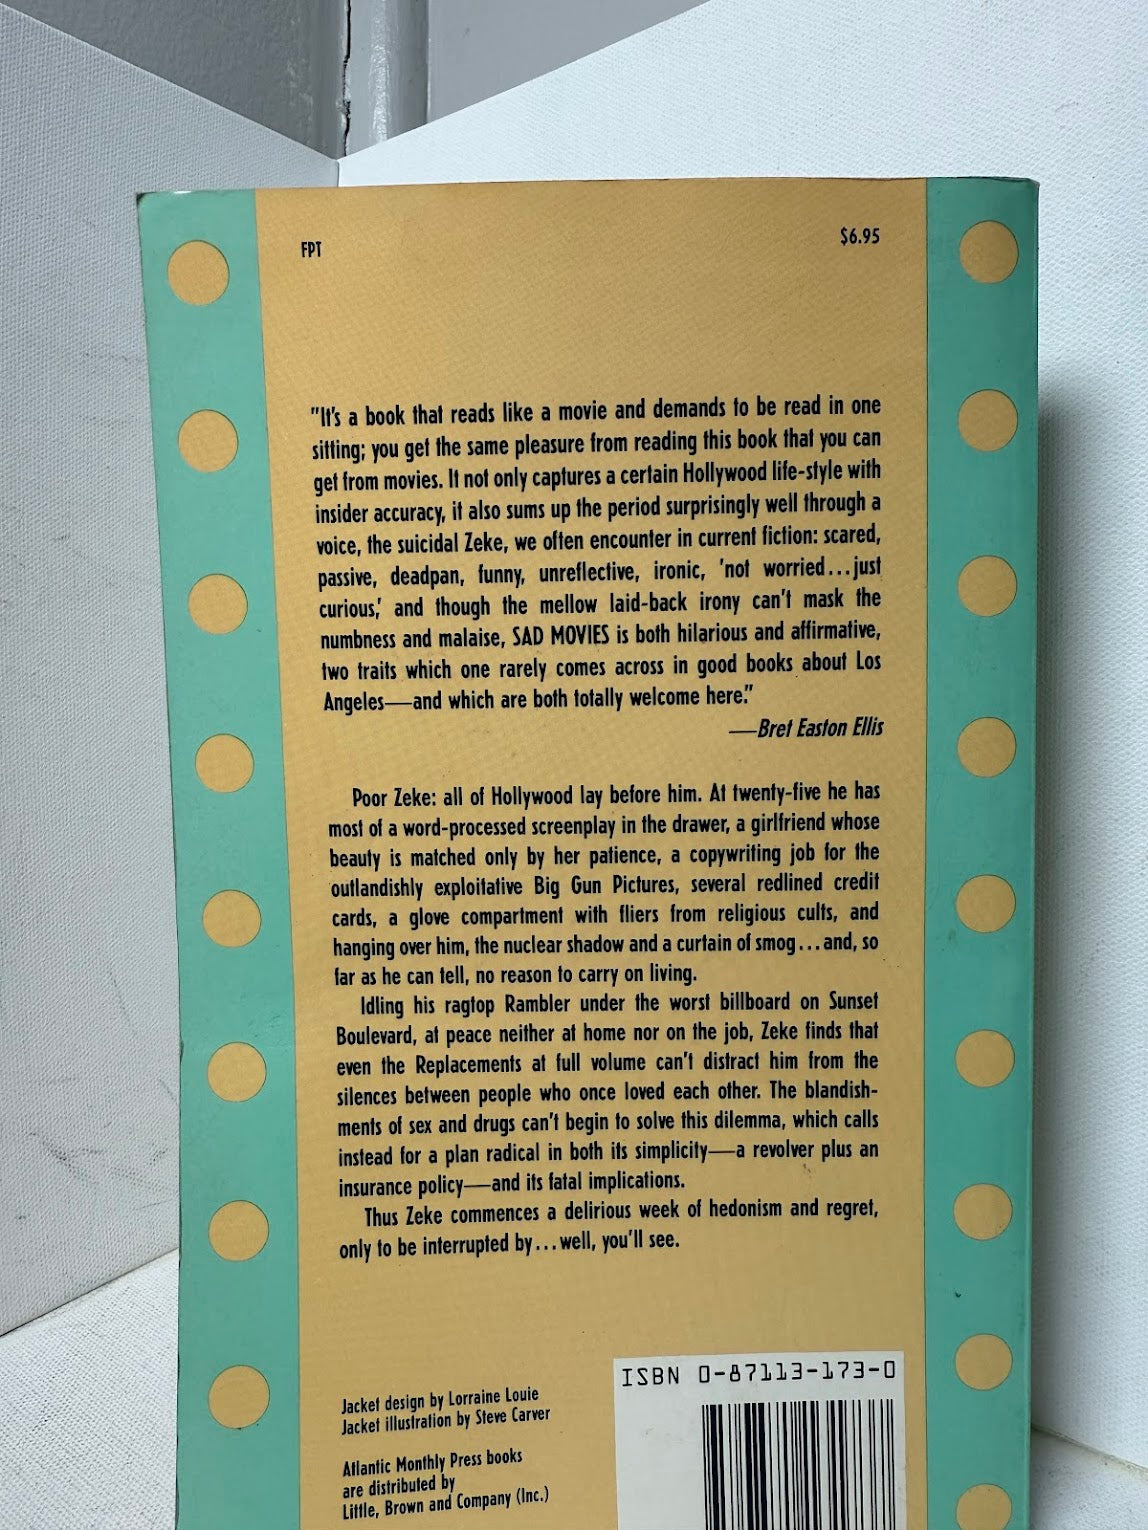 FPT
$6.95
"It's a book that reads like a movie and demands to be read in one
sitting; you get the same pleasure from reading this book that you can
get from movies. It not only captures a certain Hollywood life-style with
insider accuracy, it also sums up the period surprisingly well through a
voice, the suicidal Zeke, we often encounter in current fiction: scared,
passive, deadpan, funny, unreflective, ironic, 'not worried...just
curious,' and though the mellow laid-back irony can't mask the
numbness and malaise, SAD MOVIES is both hilarious and affirmative,
two traits which one rarely comes across in good books about Los
Angeles—and which are both totally welcome here."
—Bret Easton Ellis
Poor Zeke: all of Hollywood lay before him. At twenty-five he has
most of a word-processed screenplay in the drawer, a girlfriend whose
beauty is matched only by her patience, a copywriting job for the
outlandishly exploitative Big Gun Pictures, several redlined credit
cards, a glove compartment with fliers from religious cults, and
hanging over him, the nuclear shadow and a curtain of smog...and, so
far as he can tell, no reason to carry on living.
Idling his ragtop Rambler under the worst billboard on Sunset
Boulevard, at peace neither at home nor on the job, Zeke finds that
even the Replacements at full volume can't distract him from the
silences between people who once loved each other. The blandish-
ments of sex and drugs can't begin to solve this dilemma, which calls
instead for a plan radical in both its simplicity—a revolver plus an
insurance policy—and its fatal implications.
Thus Zeke commences a delirious week of hedonism and regret,
only to be interrupted by...well, you'll see.
Jacket design by Lorraine Louie
Jacket illustration by Steve Carver
Atlantic Monthly Press books
are distributed by
Little, Brown and Company (Inc.)
ISBN 0-87113-173-0